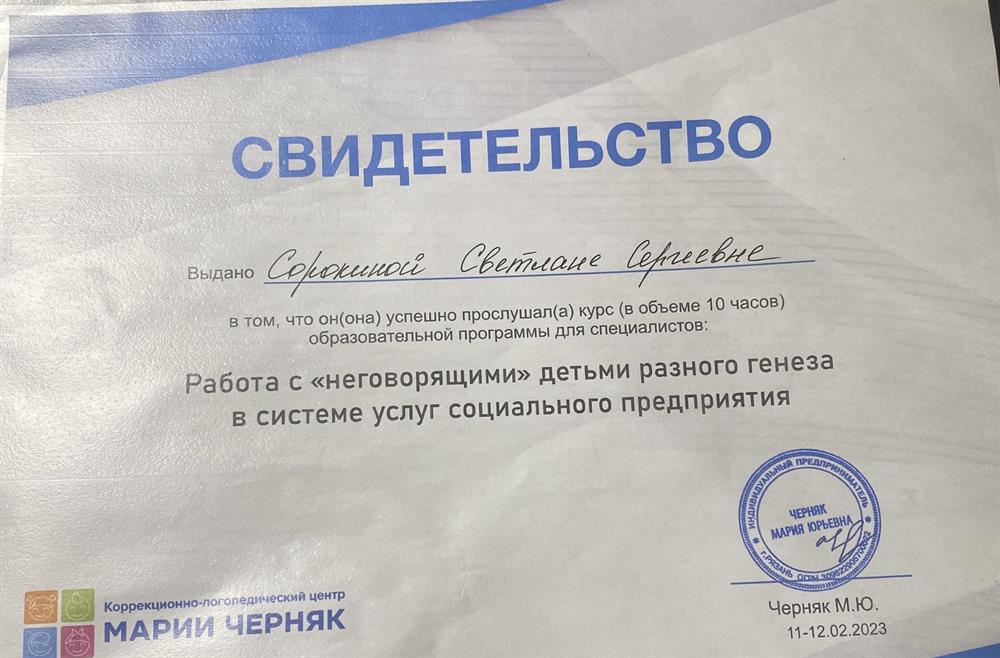 СВИДЕТЕЛЬСТВО
Выдано Сорокиной Светлане Сергеевне
в том, что он(она) успешно прослушал(а) курс (в объеме 10 часов)
образовательной программы для специалистов:
Работа с «неговорящими» детьми разного генеза
в системе услуг социального предприятия
ИНДИВИДУАЛЬНЫЙ ПРЕДПРИНИМАТЕЛЬ
ЧЕРНЯК
МАРИЯ ЮРЬЕВНА
г.РЯЗАНЬ ОГРН
Черняк М.Ю.
11-12.02.2023
Коррекционно-логопедический центр
МАРИИ ЧЕРНЯК